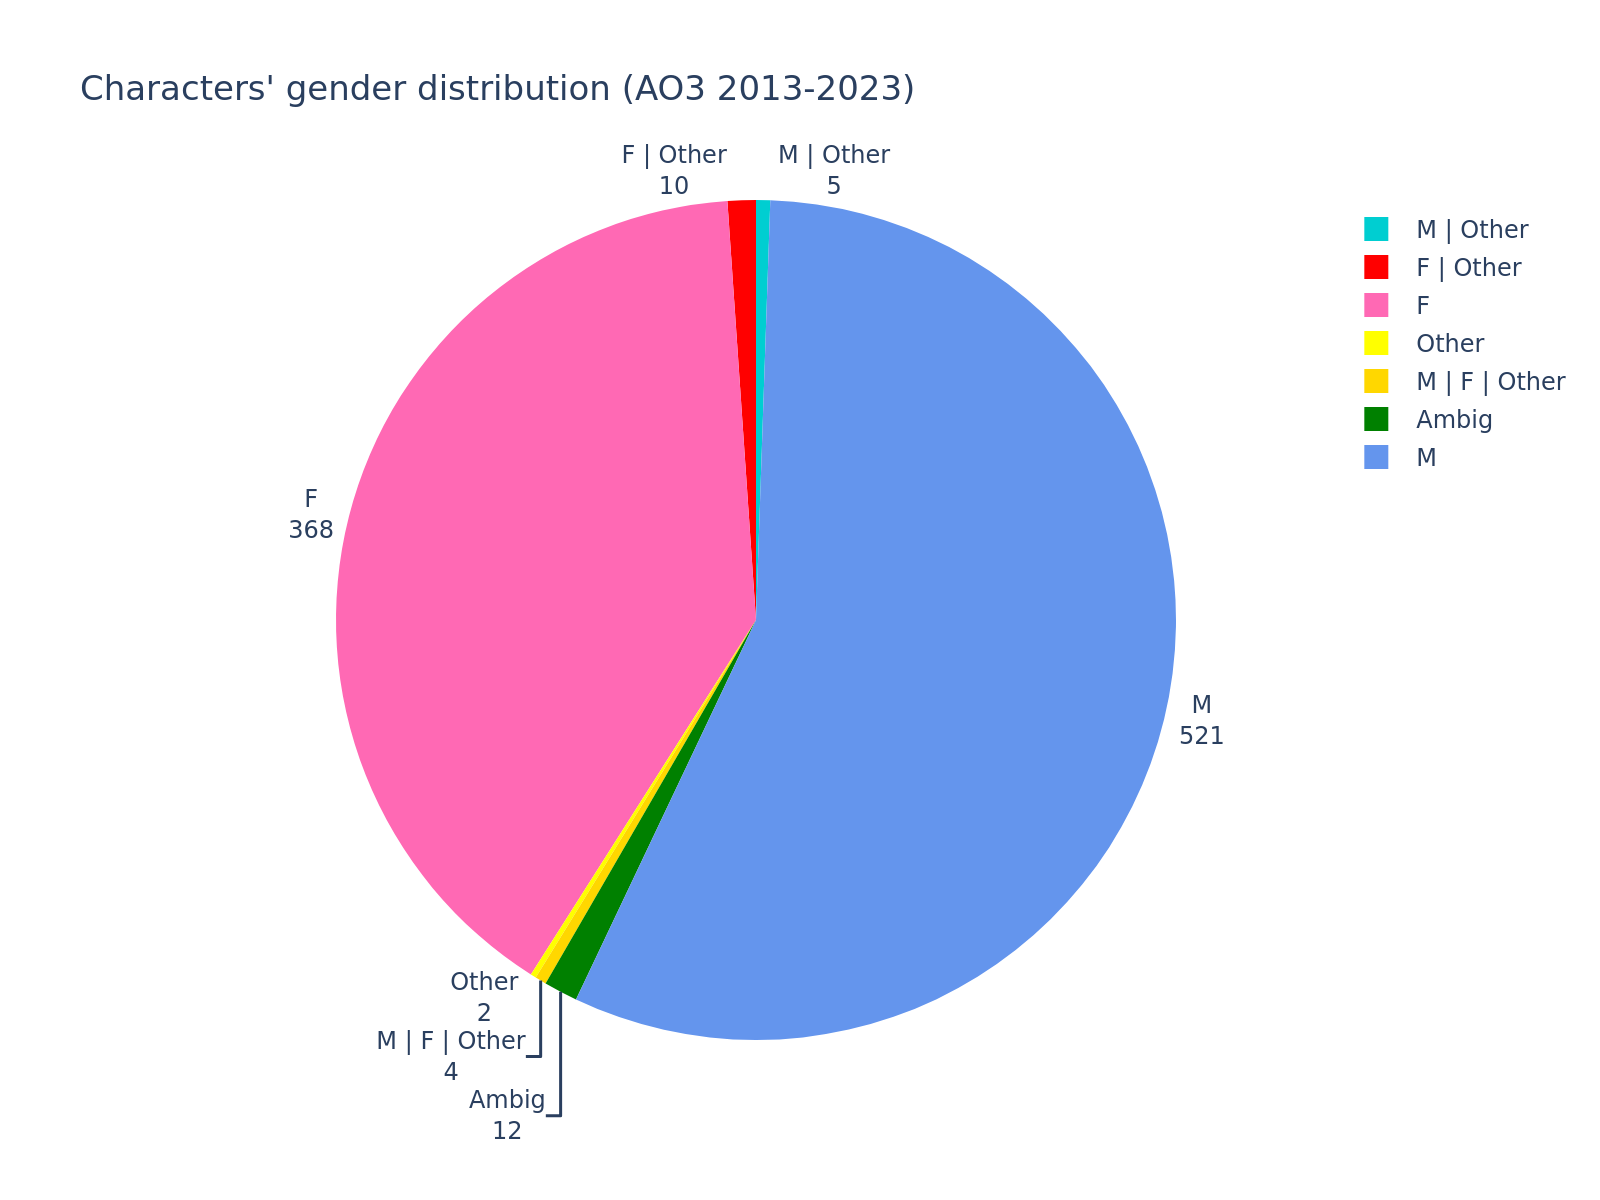 Characters' gender distribution (AO3 2013-2023)
F | Other
10
M | Other
5
M | Other
F | Other
F
Other
M | F | Other
Ambig
M
F
368
M
521
Other
2
M | F | Other
4
Ambig
12